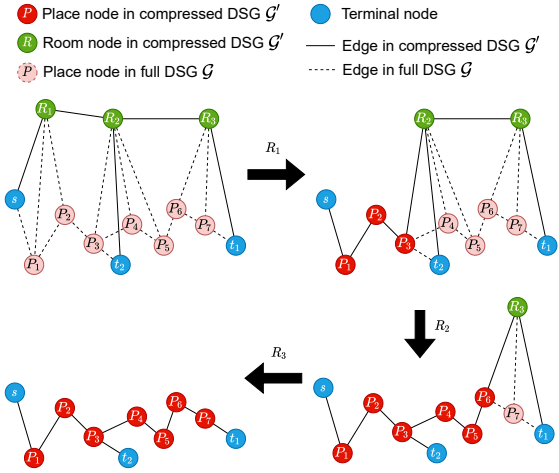 P Place node in compressed DSG 𝒢′
Terminal node
R Room node in compressed DSG 𝒢′
Edge in compressed DSG 𝒢′
P Place node in full DSG 𝒢
Edge in full DSG 𝒢
R₁ R₂ R₃
s P₁ P₂ P₃ P₄ P₅ P₆ P₇ t₁ t₂
R₁
R₂ R₃
s P₁ P₂ P₃ P₄ P₅ P₆ P₇ t₁ t₂
R₂
R₃
s P₁ P₂ P₃ P₄ P₅ P₆ P₇ t₁ t₂
R₃
s P₁ P₂ P₃ P₄ P₅ P₆ P₇ t₁ t₂